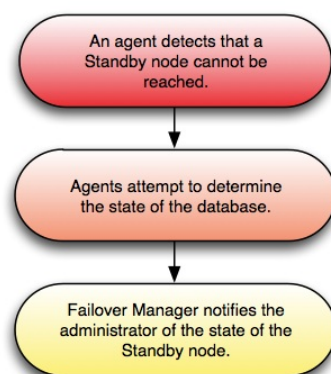 An agent detects that a
Standby node cannot be
reached.
Agents attempt to determine
the state of the database.
Failover Manager notifies the
administrator of the state of the
Standby node.